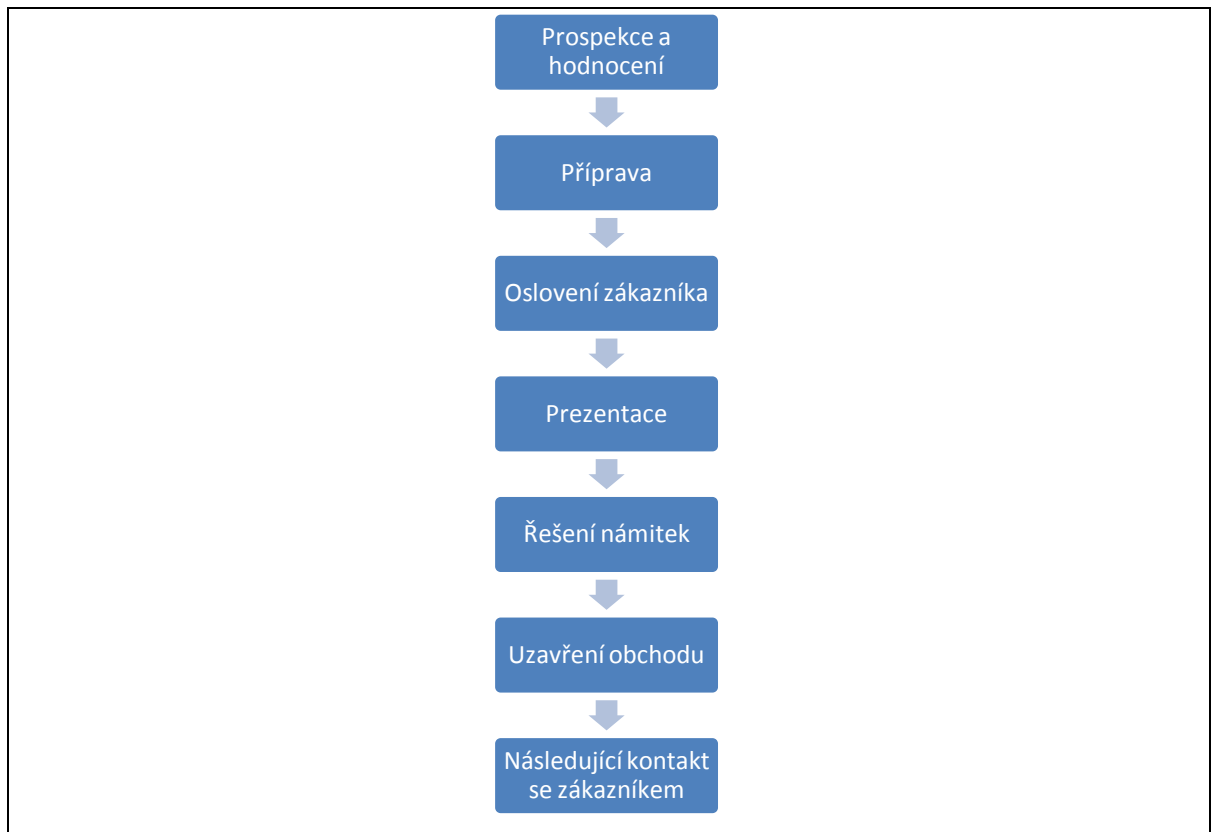 Prospekce a
hodnocení
Příprava
Oslovení zákazníka
Prezentace
Řešení námitek
Uzavření obchodu
Následující kontakt
se zákazníkem